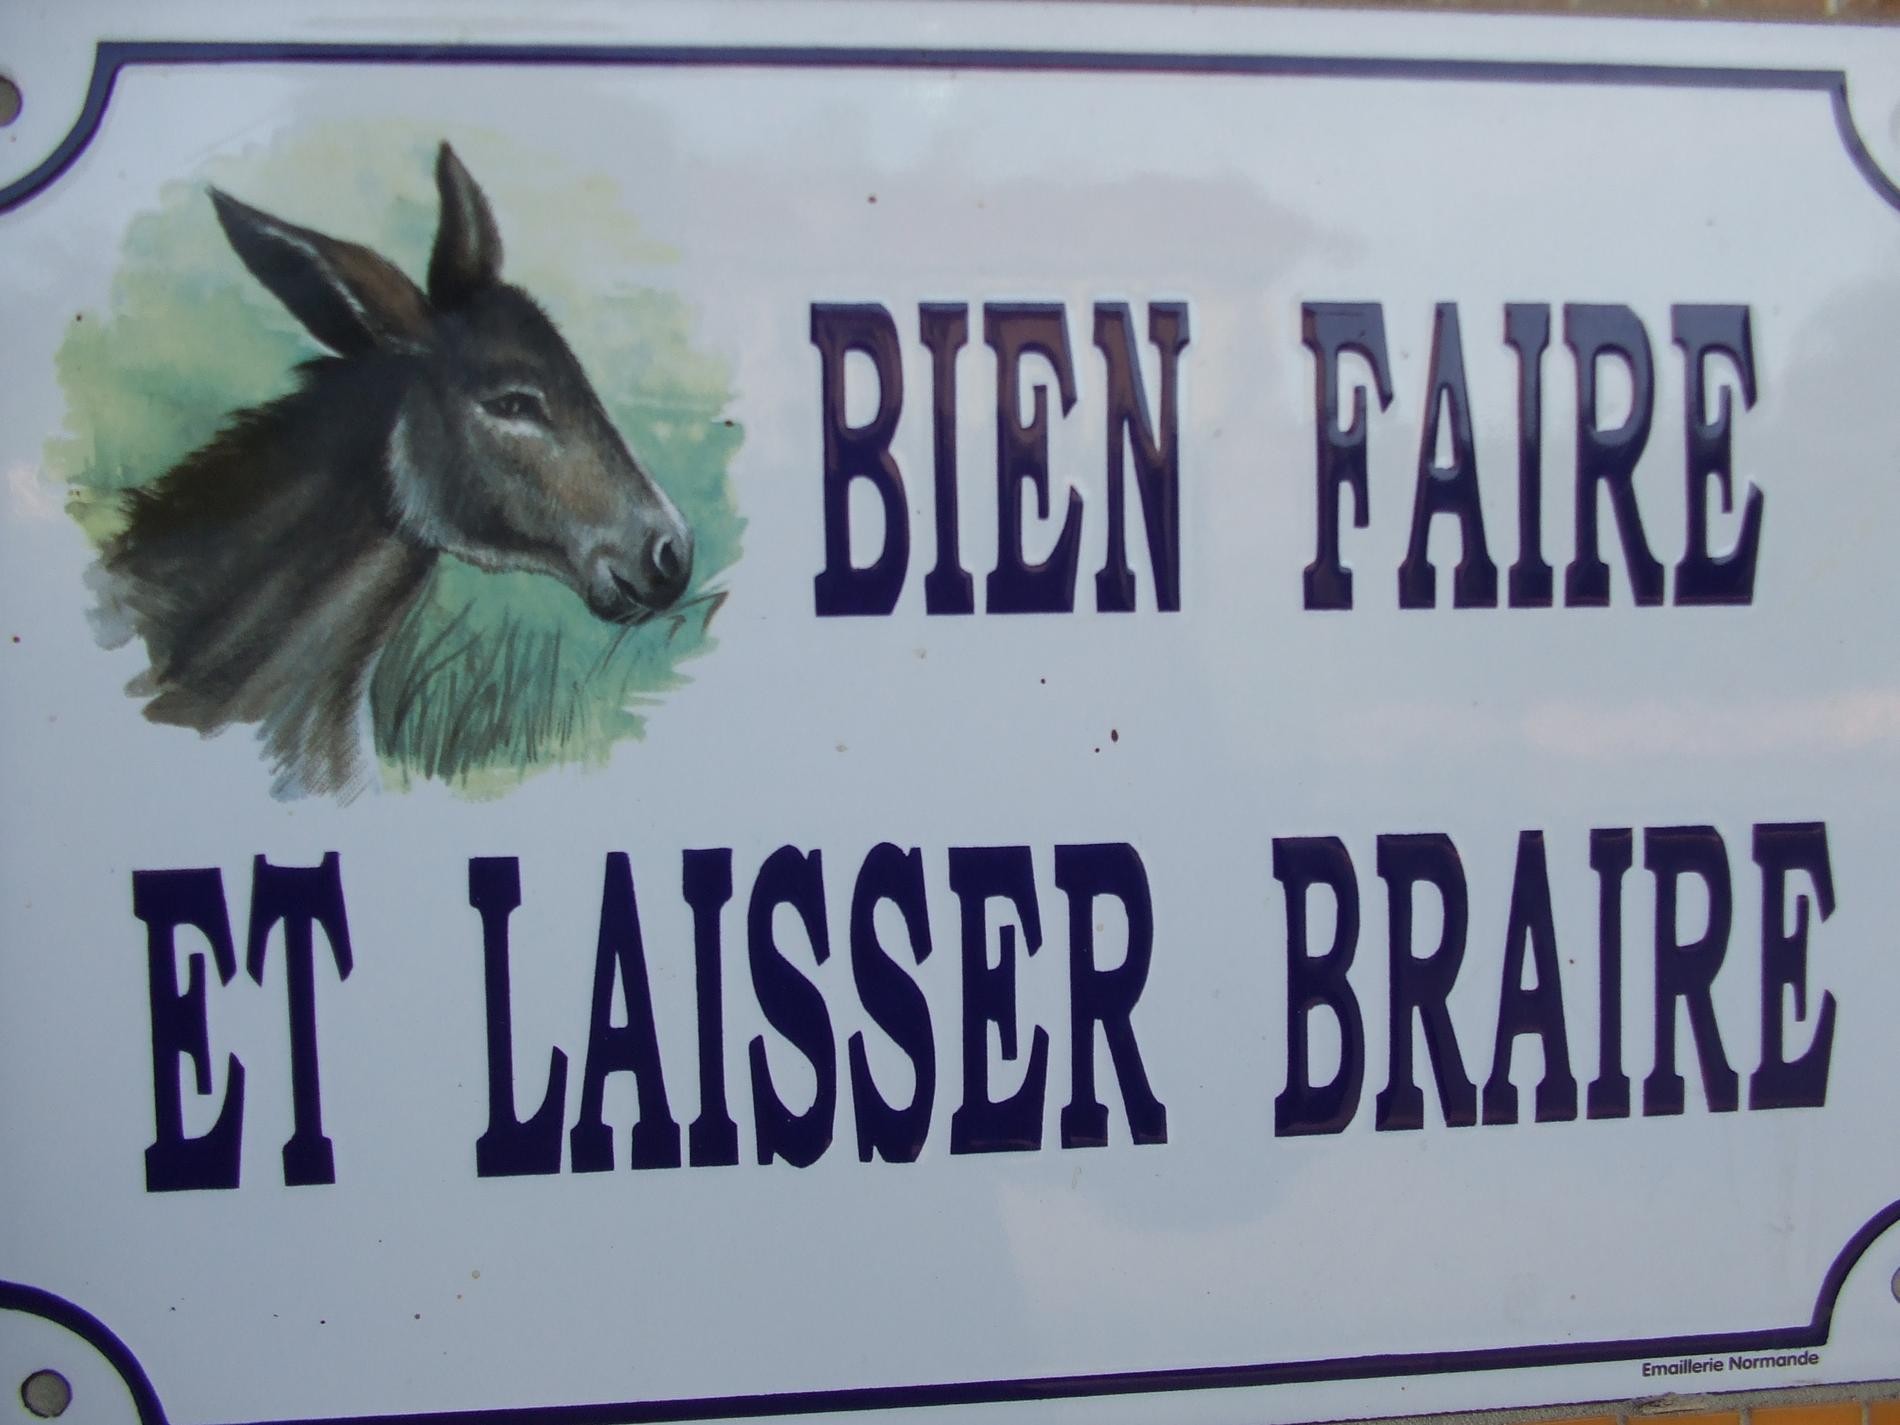 BIEN FAIRE
ET LAISSER BRAIRE
Emaillerie Normande